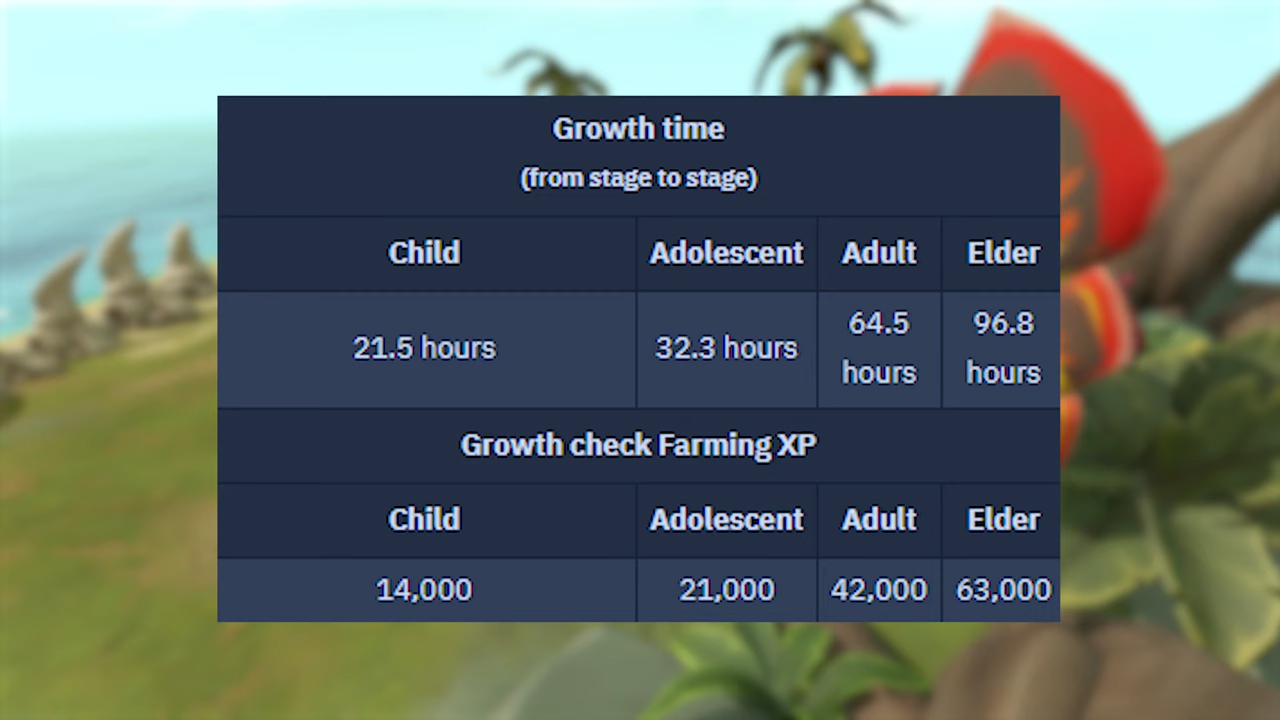 Growth time
(from stage to stage)
Child Adolescent Adult Elder
21.5 hours 32.3 hours 64.5 hours 96.8 hours
Growth check Farming XP
Child Adolescent Adult Elder
14,000 21,000 42,000 63,000